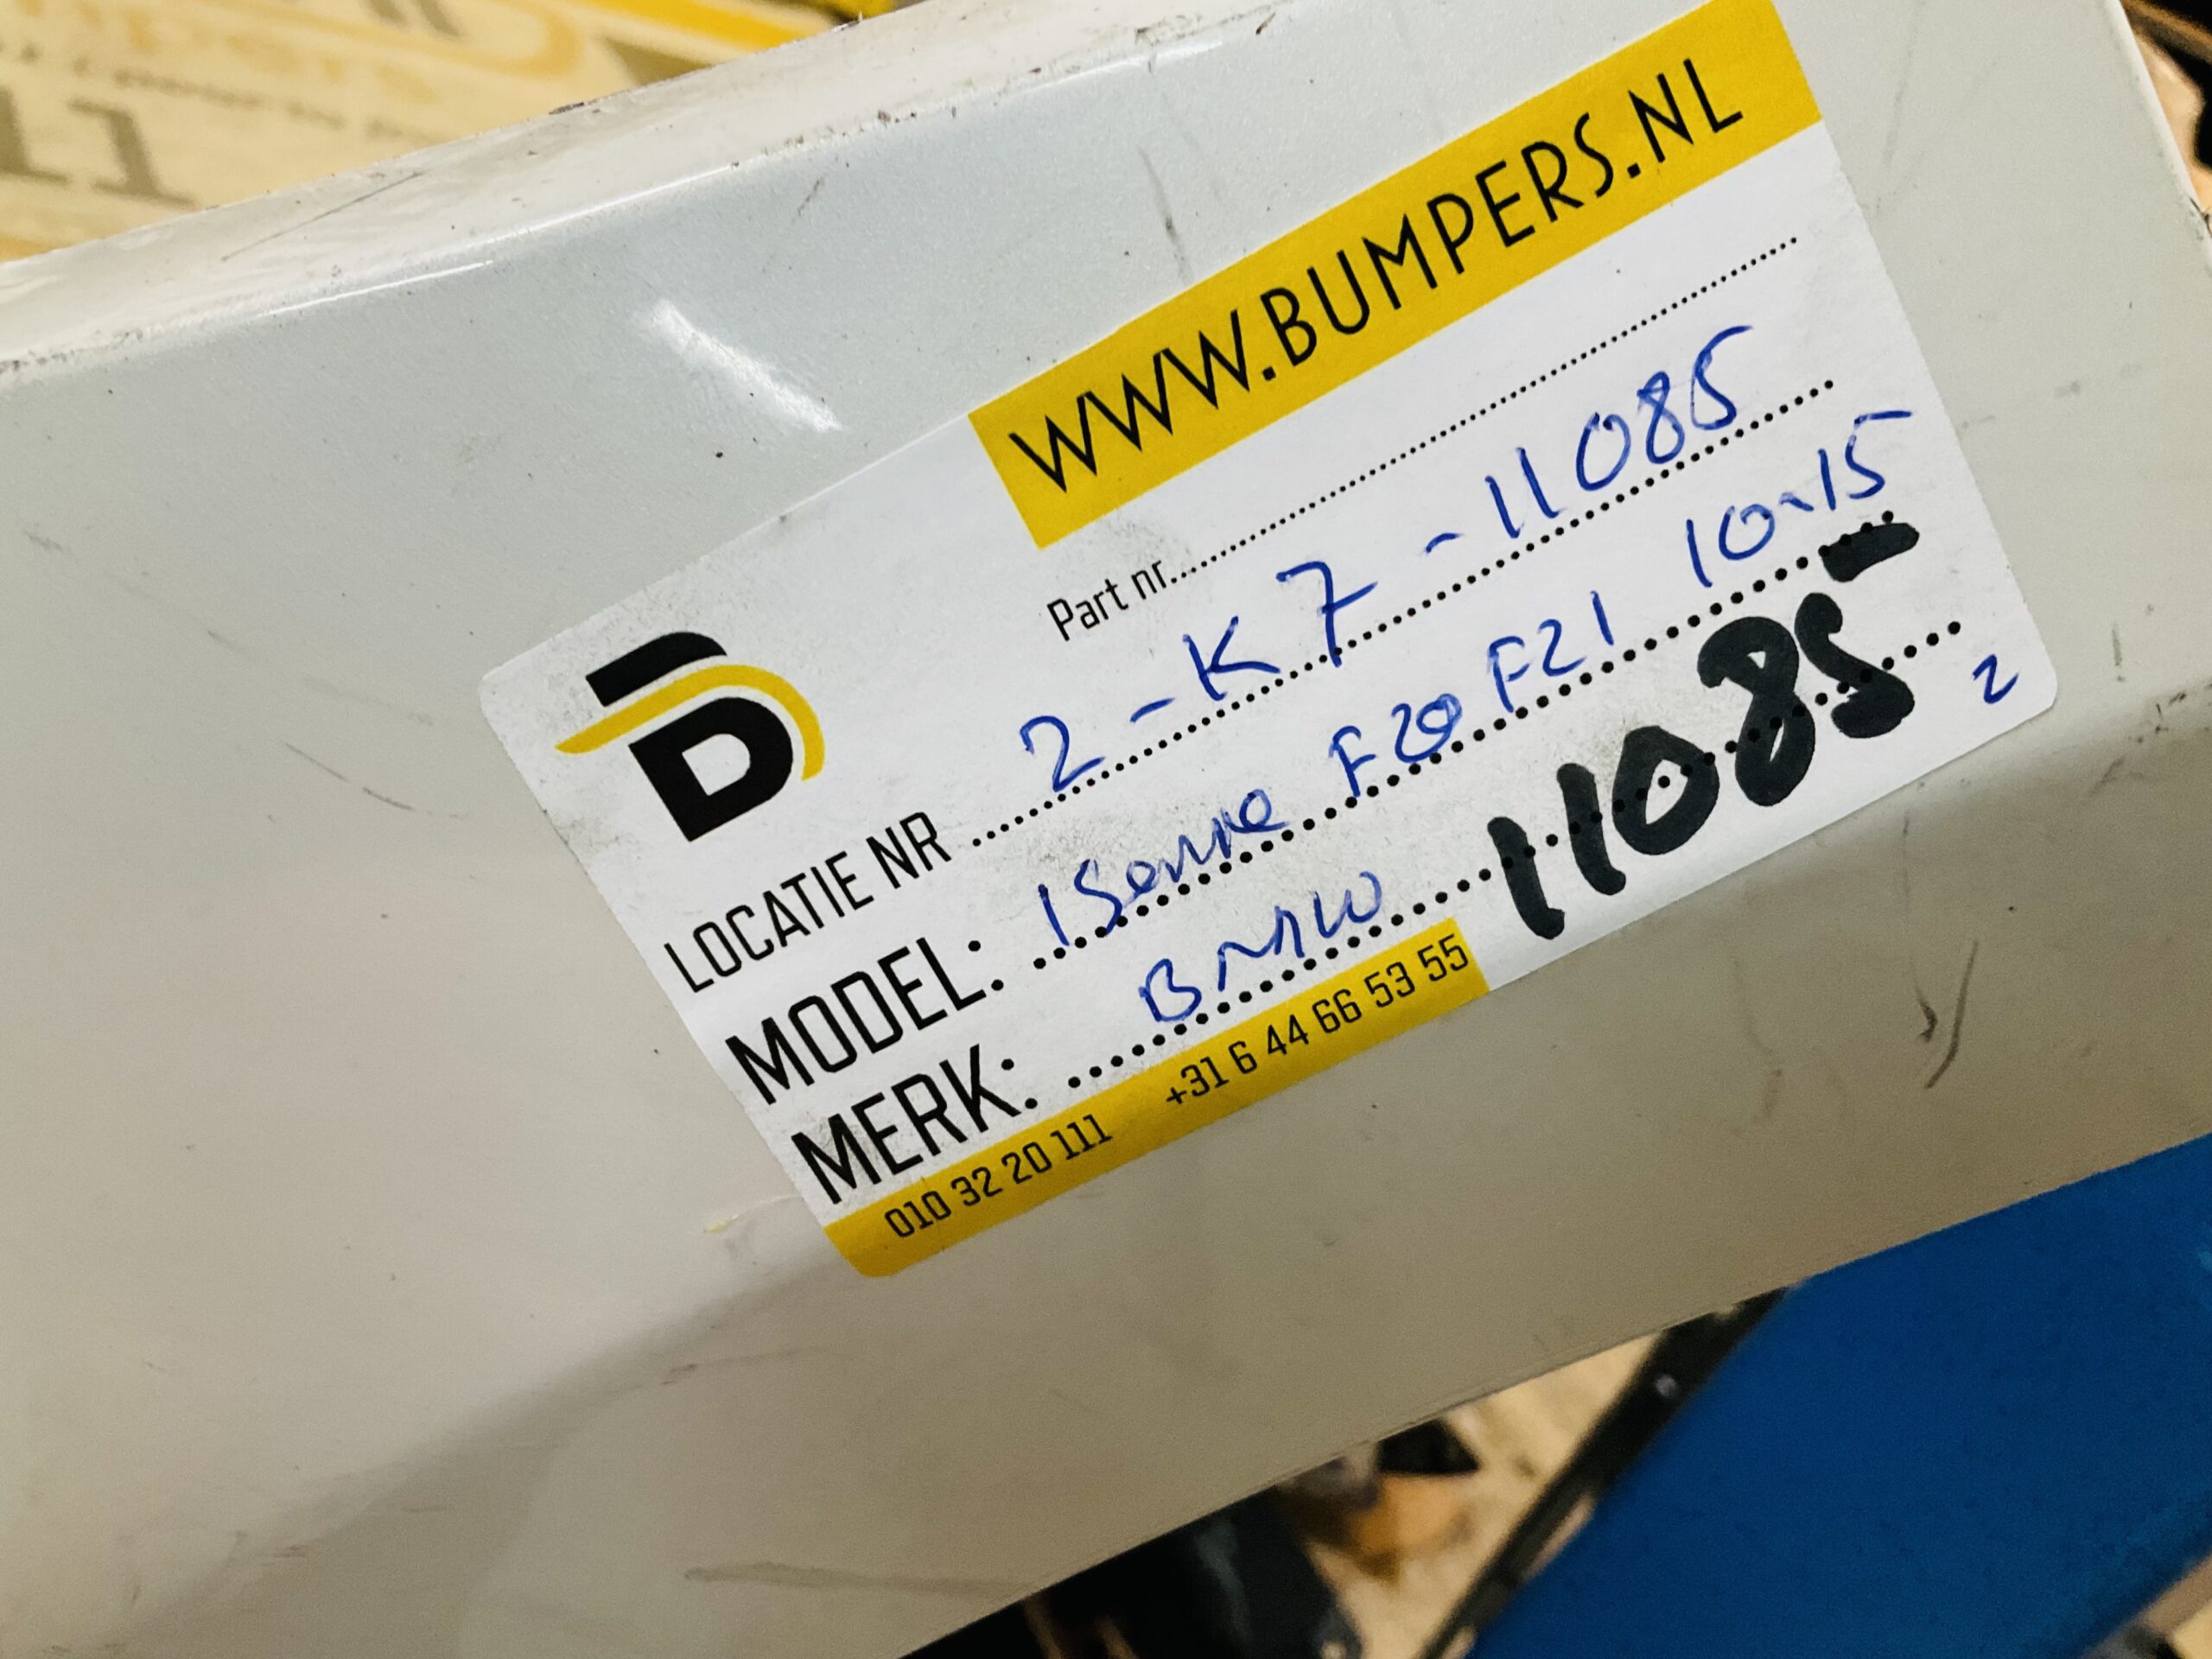 WWW.BUMPERS.NL
Part nr.
LOCATIE NR 2-K7-11085
MODEL: 1 Serie F20 F21 10-15
MERK: BMW 11085 2
010 32 20 111 +31 6 44 66 53 55